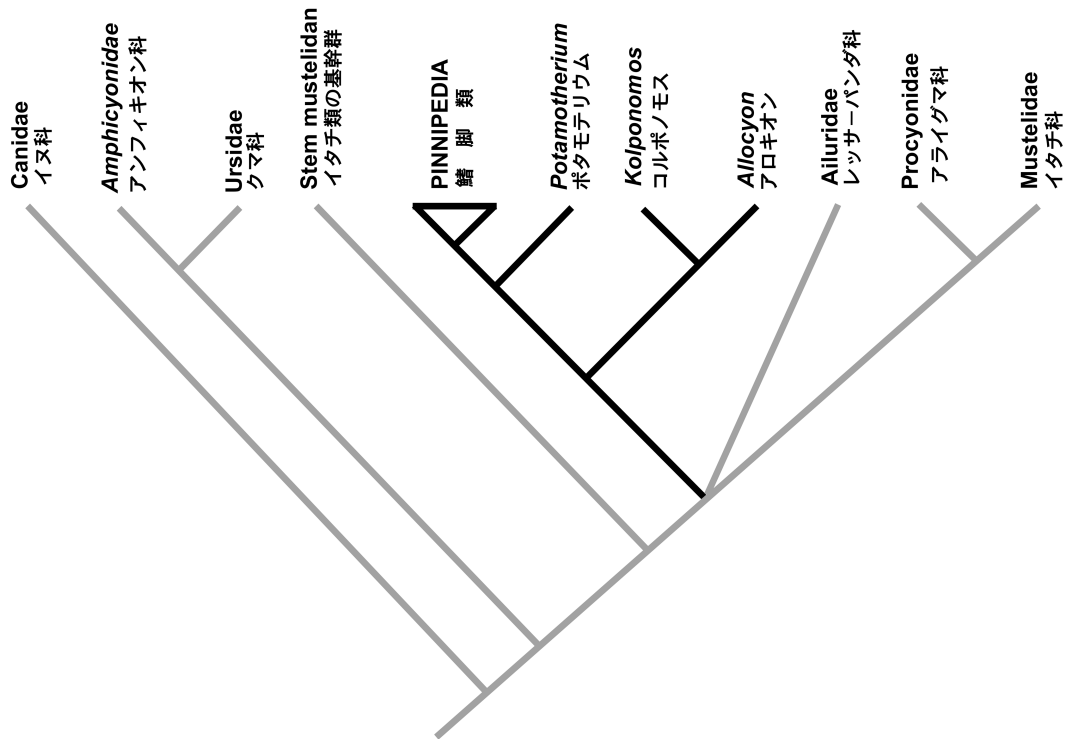 Canidae
イヌ科
Amphicyonidae
アンフィキオン科
Ursidae
クマ科
Stem mustelidan
イタチ類の基幹群
PINNIPEDIA
鰭 脚 類
Potamotherium
ポタモテリウム
Kolponomos
コルポノモス
Allocyon
アロキオン
Ailuridae
レッサーパンダ科
Procyonidae
アライグマ科
Mustelidae
イタチ科